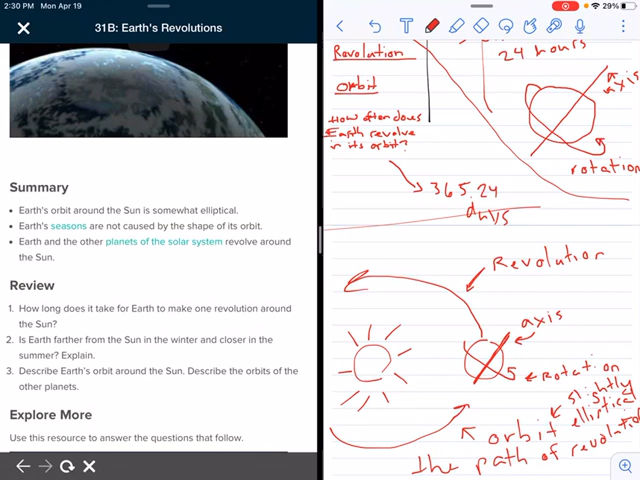 2:30 PM Mon Apr 19
29%
31B: Earth's Revolutions
Summary
Earth's orbit around the Sun is somewhat elliptical.
Earth's seasons are not caused by the shape of its orbit.
Earth and the other planets of the solar system revolve around
the Sun.
Review
1. How long does it take for Earth to make one revolution around
the Sun?
2. Is Earth farther from the Sun in the winter and closer in the
summer? Explain.
3. Describe Earth's orbit around the Sun. Describe the orbits of the
other planets.
Explore More
Use this resource to answer the questions that follow.
Revolution
Orbit
How often does
Earth revolve
in its orbit?
365.24
days
24 hours
axis
rotation
Revolution
axis
Rotation
slightly
elliptical
orbit
the path of revolution